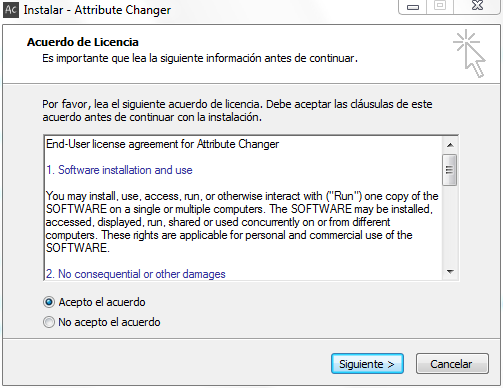 Ac Instalar - Attribute Changer
Acuerdo de Licencia
Es importante que lea la siguiente información antes de continuar.
Por favor, lea el siguiente acuerdo de licencia. Debe aceptar las cláusulas de este
acuerdo antes de continuar con la instalación.
End-User license agreement for Attribute Changer
1. Software installation and use
You may install, use, access, run, or otherwise interact with ("Run") one copy of the
SOFTWARE on a single or multiple computers. The SOFTWARE may be installed,
accessed, displayed, run, shared or used concurrently on or from different
computers. These rights are applicable for personal and commercial use of the
SOFTWARE.
2. No consequential or other damages
Acepto el acuerdo
No acepto el acuerdo
Siguiente >
Cancelar